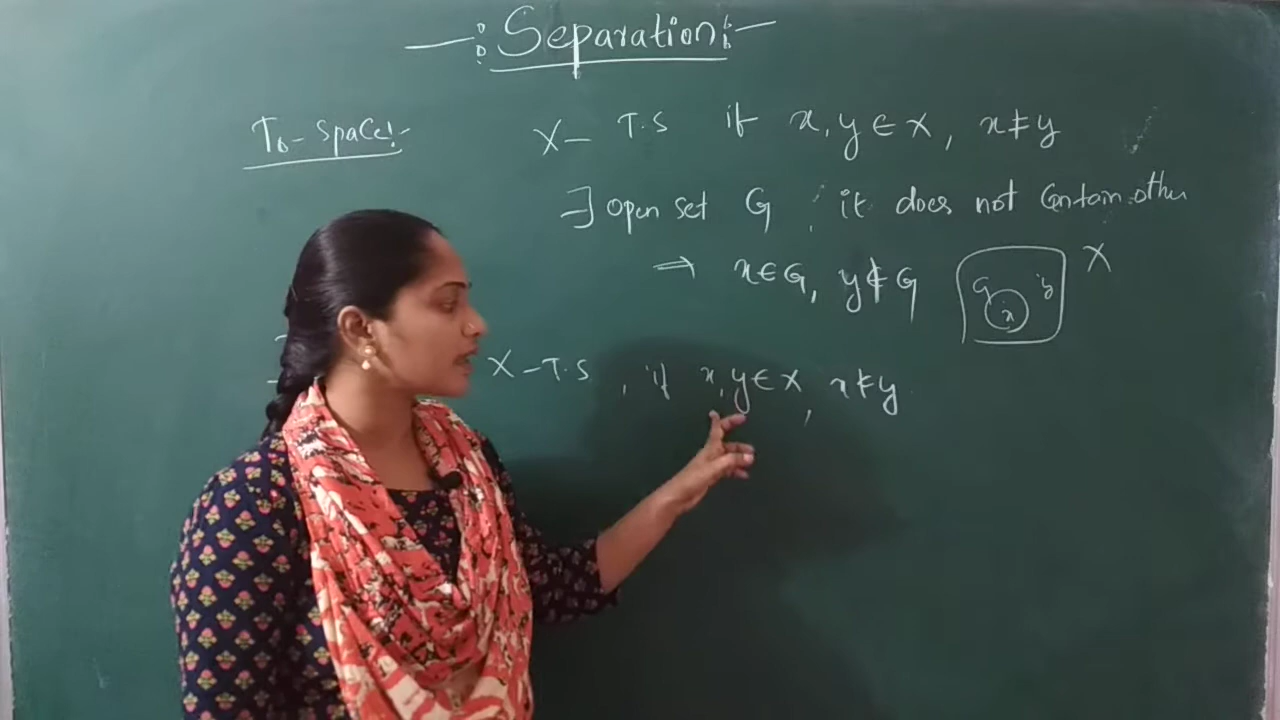 Separation
T₀-Space:-
X- T.S if x, y ∈ X, x ≠ y
∃ open set G, it does not Contain other
⇒ x ∈ G, y ∉ G
X
G x y
X-T.S, if x, y ∈ X, x ≠ y